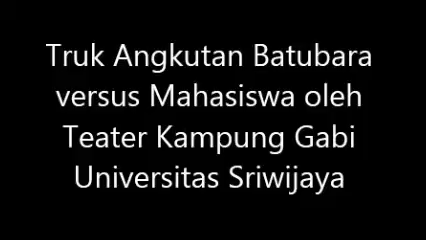 Truk Angkutan Batubara
versus Mahasiswa oleh
Teater Kampung Gabi
Universitas Sriwijaya